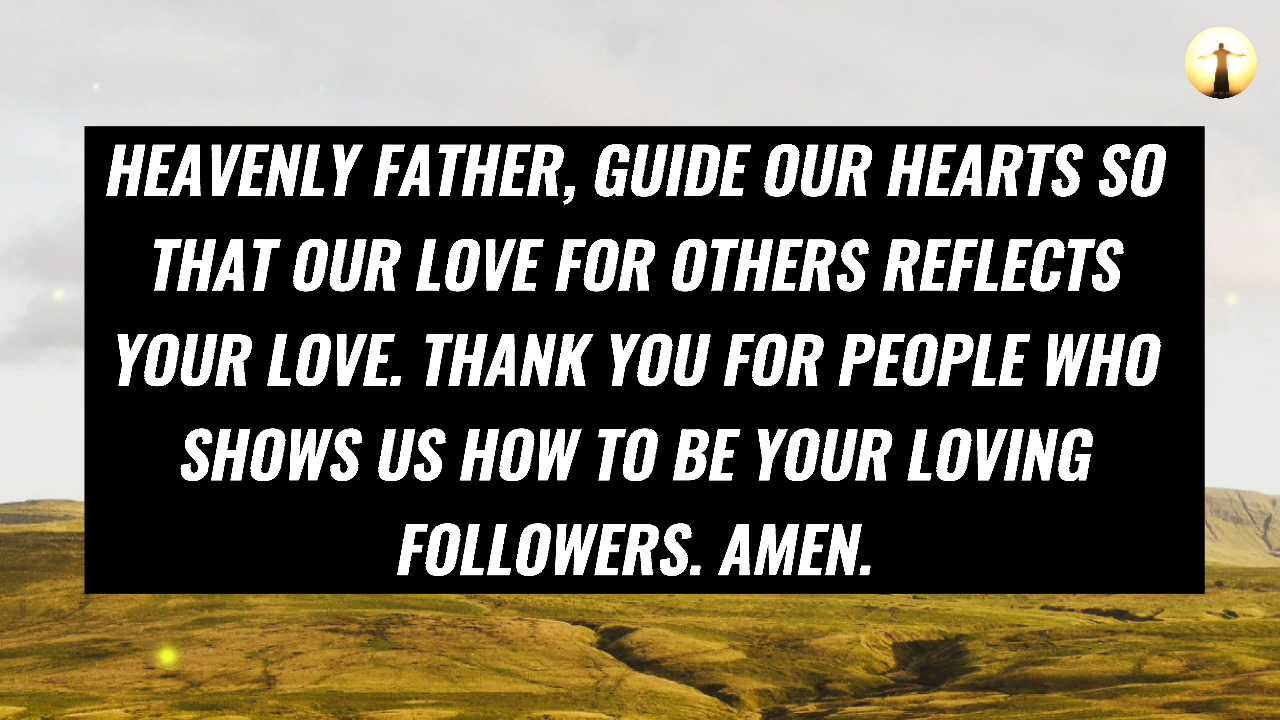 HEAVENLY FATHER, GUIDE OUR HEARTS SO
THAT OUR LOVE FOR OTHERS REFLECTS
YOUR LOVE. THANK YOU FOR PEOPLE WHO
SHOWS US HOW TO BE YOUR LOVING
FOLLOWERS. AMEN.